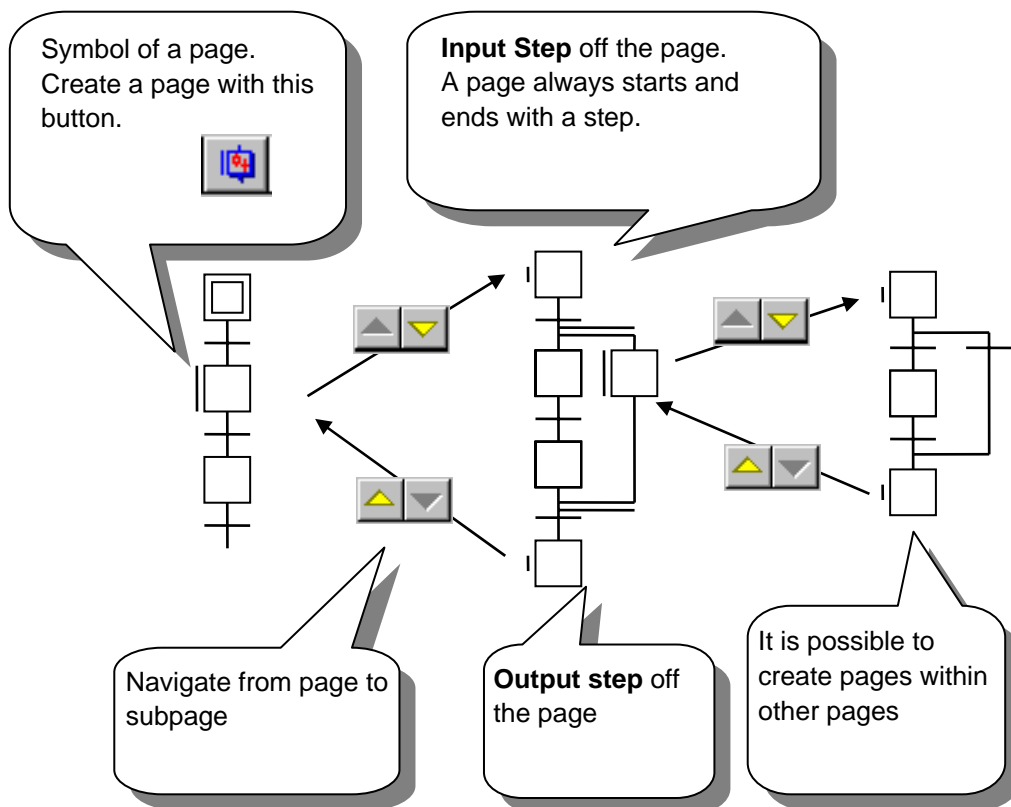 Symbol of a page.
Create a page with this
button.
Input Step off the page.
A page always starts and
ends with a step.
Navigate from page to
subpage
Output step off
the page
It is possible to
create pages within
other pages